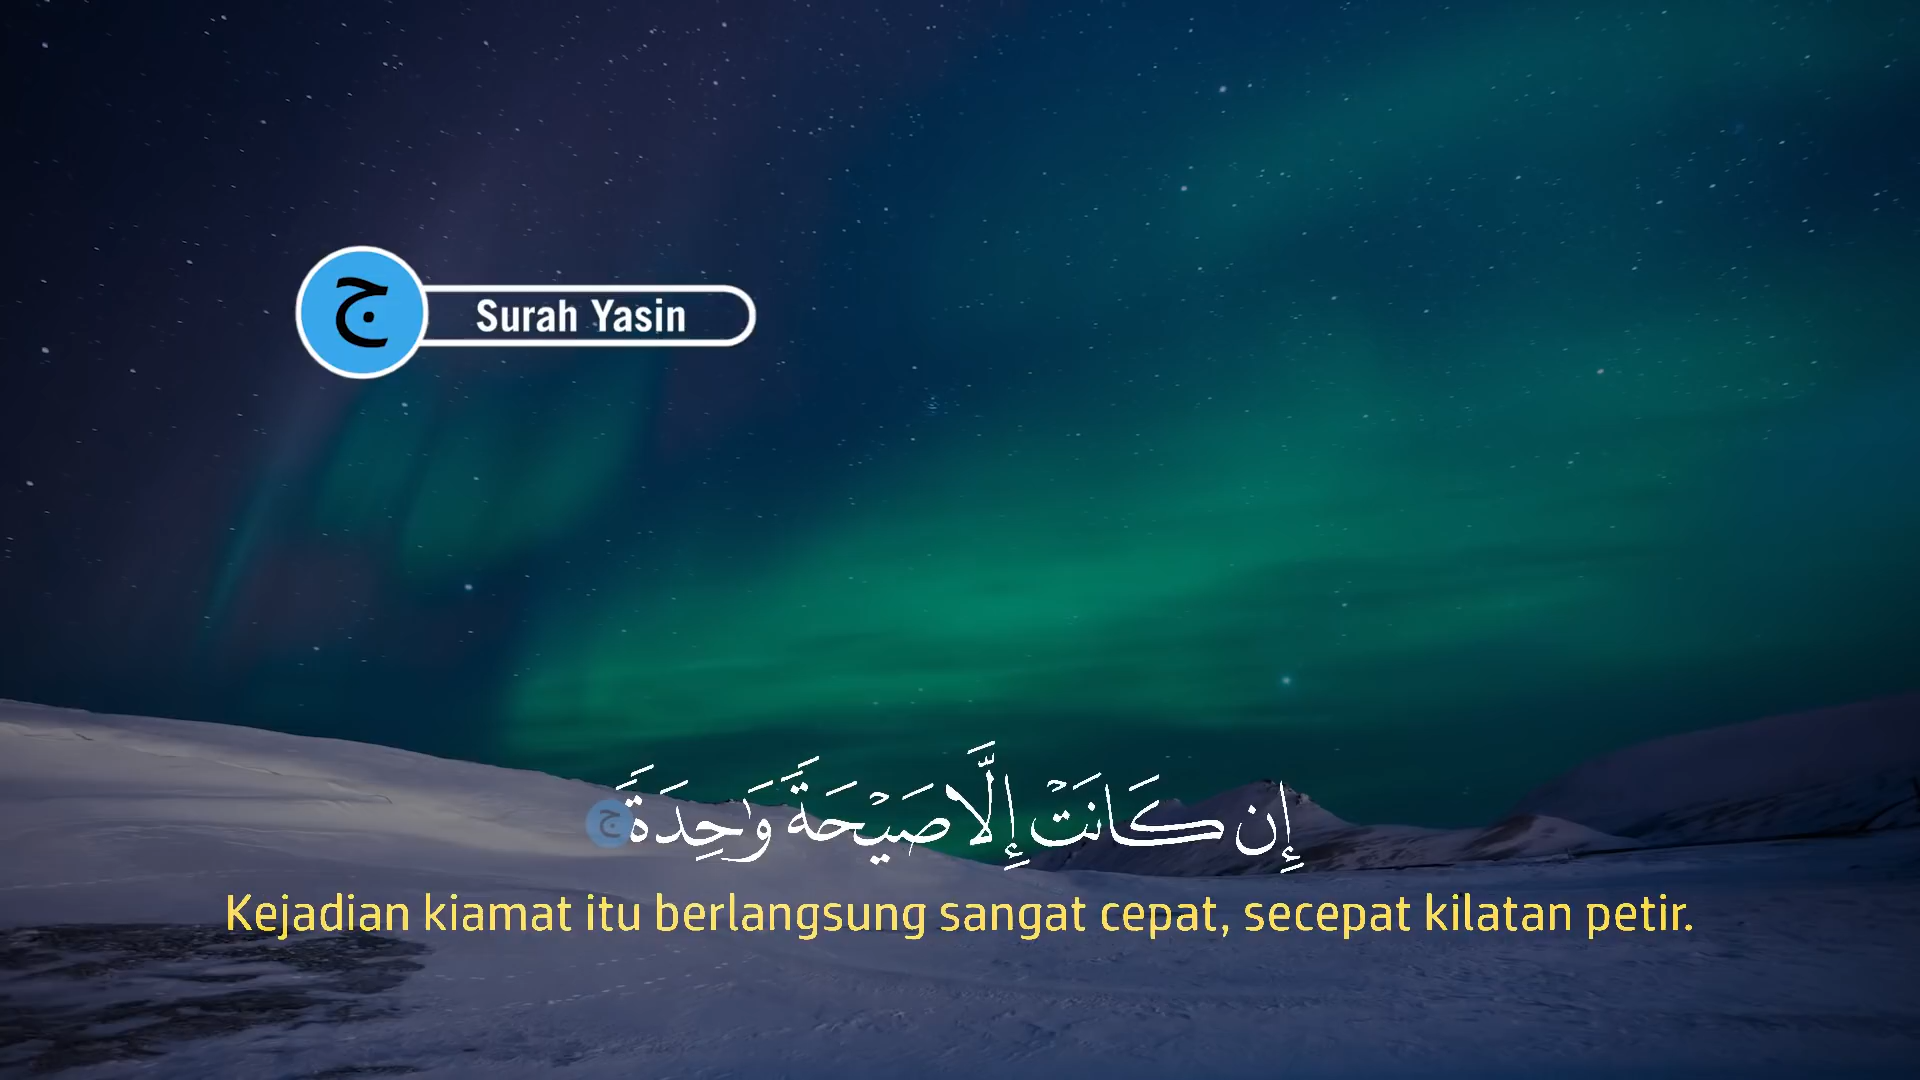 ج
Surah Yasin
إِن كَانَتْ إِلَّا صَيْحَةً وَٰحِدَةً ج
Kejadian kiamat itu berlangsung sangat cepat, secepat kilatan petir.